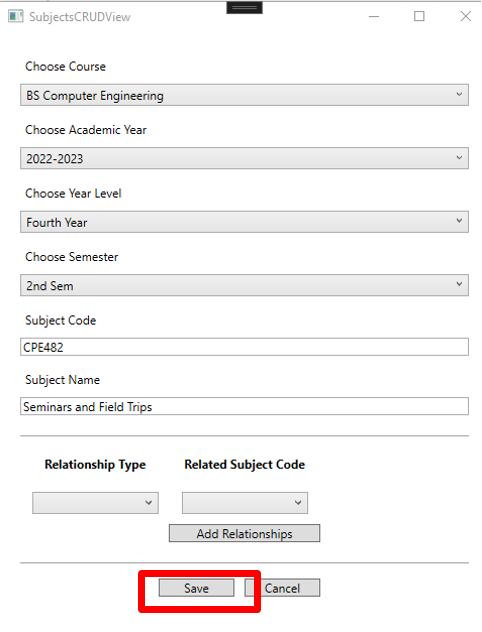 SubjectsCRUDView
Choose Course
BS Computer Engineering
Choose Academic Year
2022-2023
Choose Year Level
Fourth Year
Choose Semester
2nd Sem
Subject Code
CPE482
Subject Name
Seminars and Field Trips
Relationship Type Related Subject Code
Add Relationships
Save Cancel